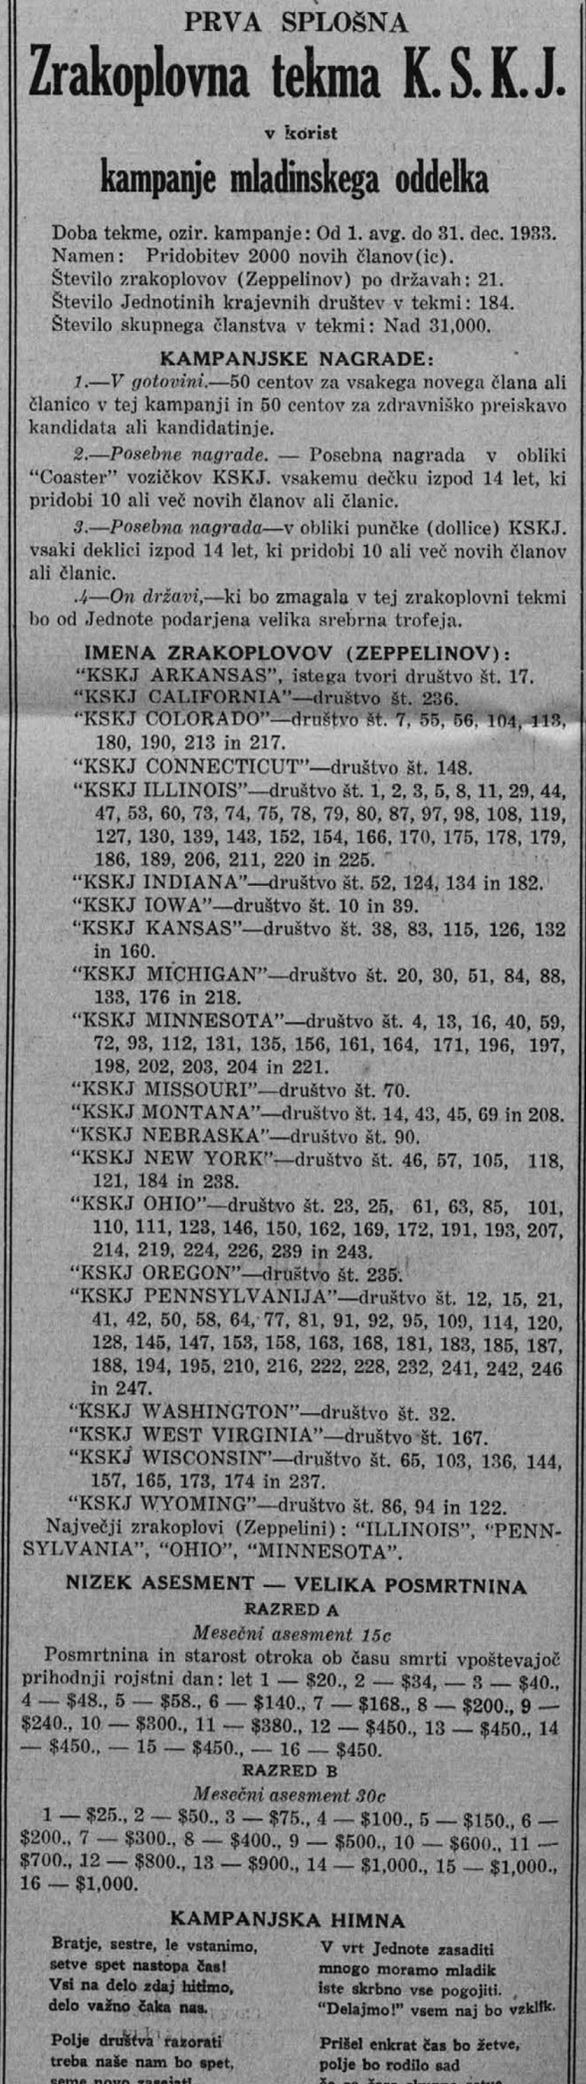 PRVA SPLOŠNA
Zrakoplovna tekma K. S. K. J.
v korist
kampanje mladinskega oddelka
Doba tekme, ozir. kampanje: Od 1. avg. do 31. dec. 1933.
Namen: Pridobitev 2000 novih članov(ic).
Število zrakoplovov (Zeppelinov) po državah: 21.
Število Jednotinih krajevnih društev v tekmi: 184.
Število skupnega članstva v tekmi: Nad 31,000.
KAMPANJSKE NAGRADE:
1.—V gotovini.—50 centov za vsakega novega člana ali
članico v tej kampanji in 50 centov za zdravniško preiskavo
kandidata ali kandidatinje.
2.—Posebne nagrade. — Posebna nagrada v obliki
“Coaster” vozičkov KSKJ. vsakemu dečku izpod 14 let, ki
pridobi 10 ali več novih članov ali članic.
3.—Posebna nagrada—v obliki punčke (dollice) KSKJ.
vsaki deklici izpod 14 let, ki pridobi 10 ali več novih članov
ali članic.
.4—On državi,—ki bo zmagala v tej zrakoplovni tekmi
bo od Jednote podarjena velika srebrna trofeja.
IMENA ZRAKOPLOVOV (ZEPPELINOV):
“KSKJ ARKANSAS”, istega tvori društvo št. 17.
“KSKJ CALIFORNIA”—društvo št. 236.
“KSKJ COLORADO”—društvo št. 7, 55, 56, 104, 113,
180, 190, 213 in 217.
“KSKJ CONNECTICUT”—društvo št. 148.
“KSKJ ILLINOIS”—društvo št. 1, 2, 3, 5, 8, 11, 29, 44,
47, 53, 60, 73, 74, 75, 78, 79, 80, 87, 97, 98, 108, 119,
127, 130, 139, 143, 152, 154, 166, 170, 175, 178, 179,
186, 189, 206, 211, 220 in 225.
“KSKJ INDIANA”—društvo št. 52, 124, 134 in 182.
“KSKJ IOWA”—društvo št. 10 in 39.
“KSKJ KANSAS”—društvo št. 38, 83, 115, 126, 132
in 160.
“KSKJ MICHIGAN”—društvo št. 20, 30, 51, 84, 88,
133, 176 in 218.
“KSKJ MINNESOTA”—društvo št. 4, 13, 16, 40, 59,
72, 93, 112, 131, 135, 156, 161, 164, 171, 196, 197,
198, 202, 203, 204 in 221.
“KSKJ MISSOURI”—društvo št. 70.
“KSKJ MONTANA”—društvo št. 14, 43, 45, 69 in 208.
“KSKJ NEBRASKA”—društvo št. 90.
“KSKJ NEW YORK”—društvo št. 46, 57, 105, 118,
121, 184 in 238.
“KSKJ OHIO”—društvo št. 23, 25, 61, 63, 85, 101,
110, 111, 123, 146, 150, 162, 169, 172, 191, 193, 207,
214, 219, 224, 226, 239 in 243.
“KSKJ OREGON”—društvo št. 235.
“KSKJ PENNSYLVANIJA”—društvo št. 12, 15, 21,
41, 42, 50, 58, 64, 77, 81, 91, 92, 95, 109, 114, 120,
128, 145, 147, 153, 158, 163, 168, 181, 183, 185, 187,
188, 194, 195, 210, 216, 222, 228, 232, 241, 242, 246
in 247.
“KSKJ WASHINGTON”—društvo št. 32.
“KSKJ WEST VIRGINIA”—društvo št. 167.
“KSKJ WISCONSIN”—društvo št. 65, 103, 136, 144,
157, 165, 173, 174 in 237.
“KSKJ WYOMING”—društvo št. 86, 94 in 122.
Največji zrakoplovi (Zeppelini): “ILLINOIS”, “PENN-
SYLVANIA”, “OHIO”, “MINNESOTA”.
NIZEK ASESMENT — VELIKA POSMRTNINA
RAZRED A
Mesečni asesment 15c
Posmrtnina in starost otroka ob času smrti vpoštevajoč
prihodnji rojstni dan: let 1 — $20., 2 — $34, — 3 — $40.,
4 — $48., 5 — $58., 6 — $140., 7 — $168., 8 — $200., 9 —
$240., 10 — $300., 11 — $380., 12 — $450., 13 — $450., 14
— $450., — 15 — $450., — 16 — $450.
RAZRED B
Mesečni asesment 30c
1 — $25., 2 — $50., 3 — $75., 4 — $100., 5 — $150., 6 —
$200., 7 — $300., 8 — $400., 9 — $500., 10 — $600., 11 —
$700., 12 — $800., 13 — $900., 14 — $1,000., 15 — $1,000.,
16 — $1,000.
KAMPANJSKA HIMNA
Bratje, sestre, le vstanimo,
setve spet nastopa čas!
Vsi na delo zdaj hitimo,
delo važno čaka nas.
Polje društva razorati
treba naše nam bo spet,
seme novo zasejati
V vrt Jednote zasaditi
mnogo moramo mladik
iste skrbno vse pogojiti.
“Delajmo!” vsem naj bo vzklik.
Prišel enkrat čas bo žetve,
polje bo rodilo sad